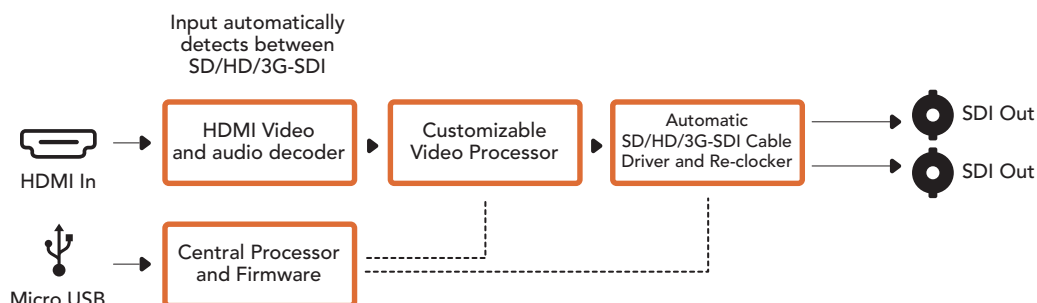 Input automatically
detects between
SD/HD/3G-SDI
HDMI In
HDMI Video
and audio decoder
Customizable
Video Processor
Automatic
SD/HD/3G-SDI Cable
Driver and Re-clocker
SDI Out
SDI Out
Micro USB
Central Processor
and Firmware